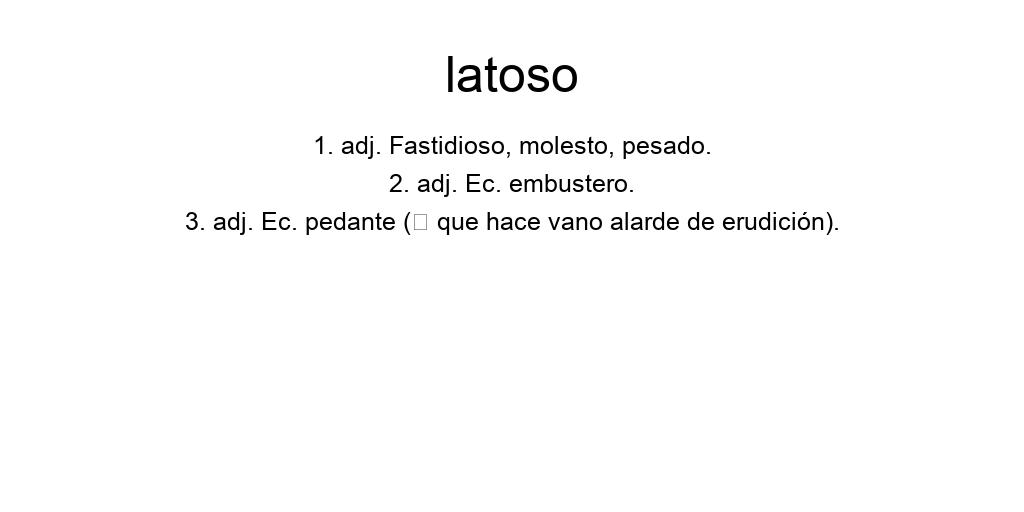 latoso
1. adj. Fastidioso, molesto, pesado.
2. adj. Ec. embustero.
3. adj. Ec. pedante (□ que hace vano alarde de erudición).